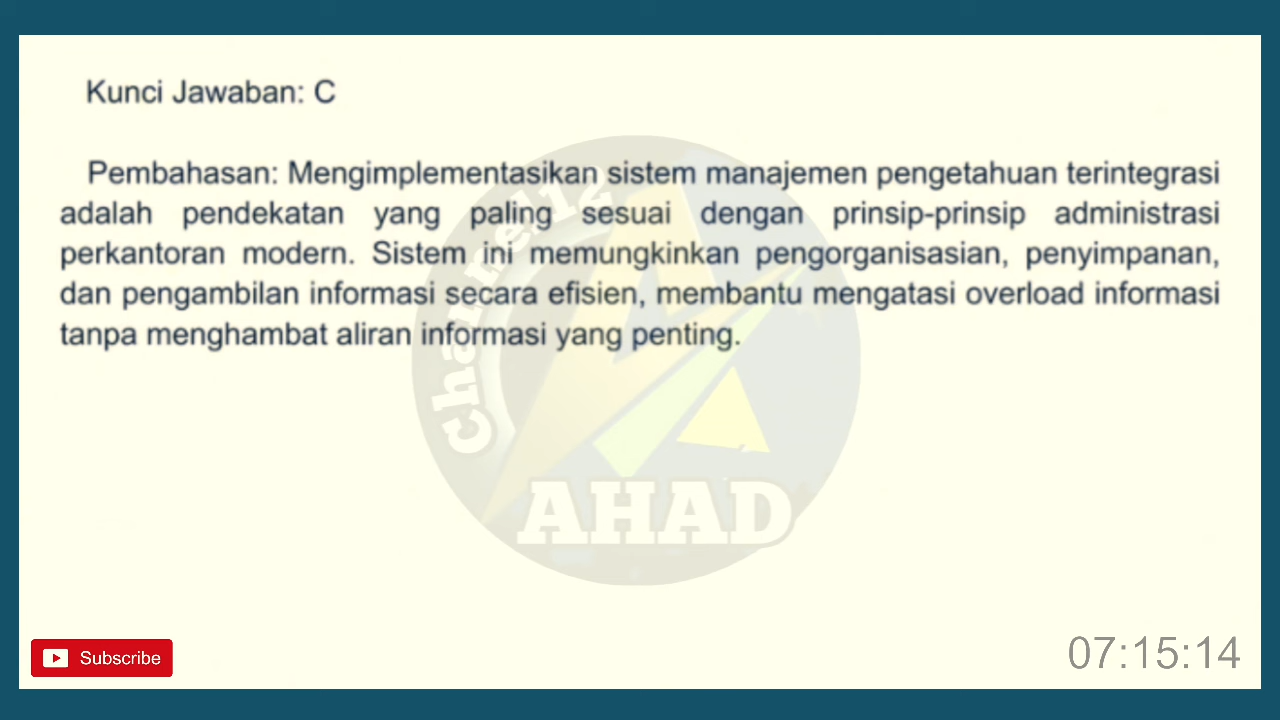 Kunci Jawaban: C
Pembahasan: Mengimplementasikan sistem manajemen pengetahuan terintegrasi
adalah pendekatan yang paling sesuai dengan prinsip-prinsip administrasi
perkantoran modern. Sistem ini memungkinkan pengorganisasian, penyimpanan,
dan pengambilan informasi secara efisien, membantu mengatasi overload informasi
tanpa menghambat aliran informasi yang penting.
Channel12
AHAD
Subscribe
07:15:14